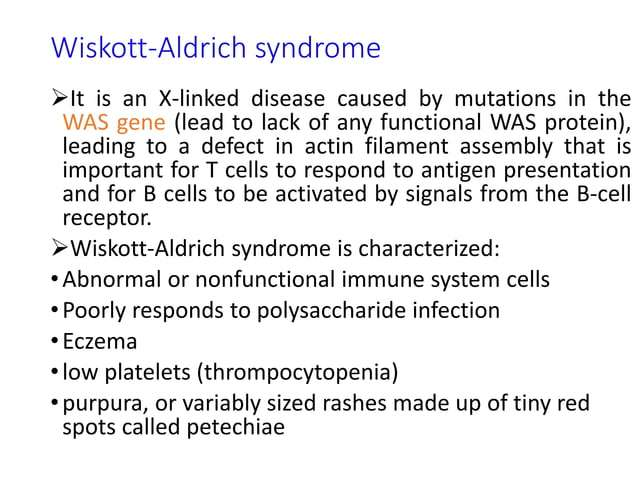 Wiskott-Aldrich syndrome
➢It is an X-linked disease caused by mutations in the
WAS gene (lead to lack of any functional WAS protein),
leading to a defect in actin filament assembly that is
important for T cells to respond to antigen presentation
and for B cells to be activated by signals from the B-cell
receptor.
➢Wiskott-Aldrich syndrome is characterized:
•Abnormal or nonfunctional immune system cells
•Poorly responds to polysaccharide infection
•Eczema
•low platelets (thrompocytopenia)
•purpura, or variably sized rashes made up of tiny red
spots called petechiae